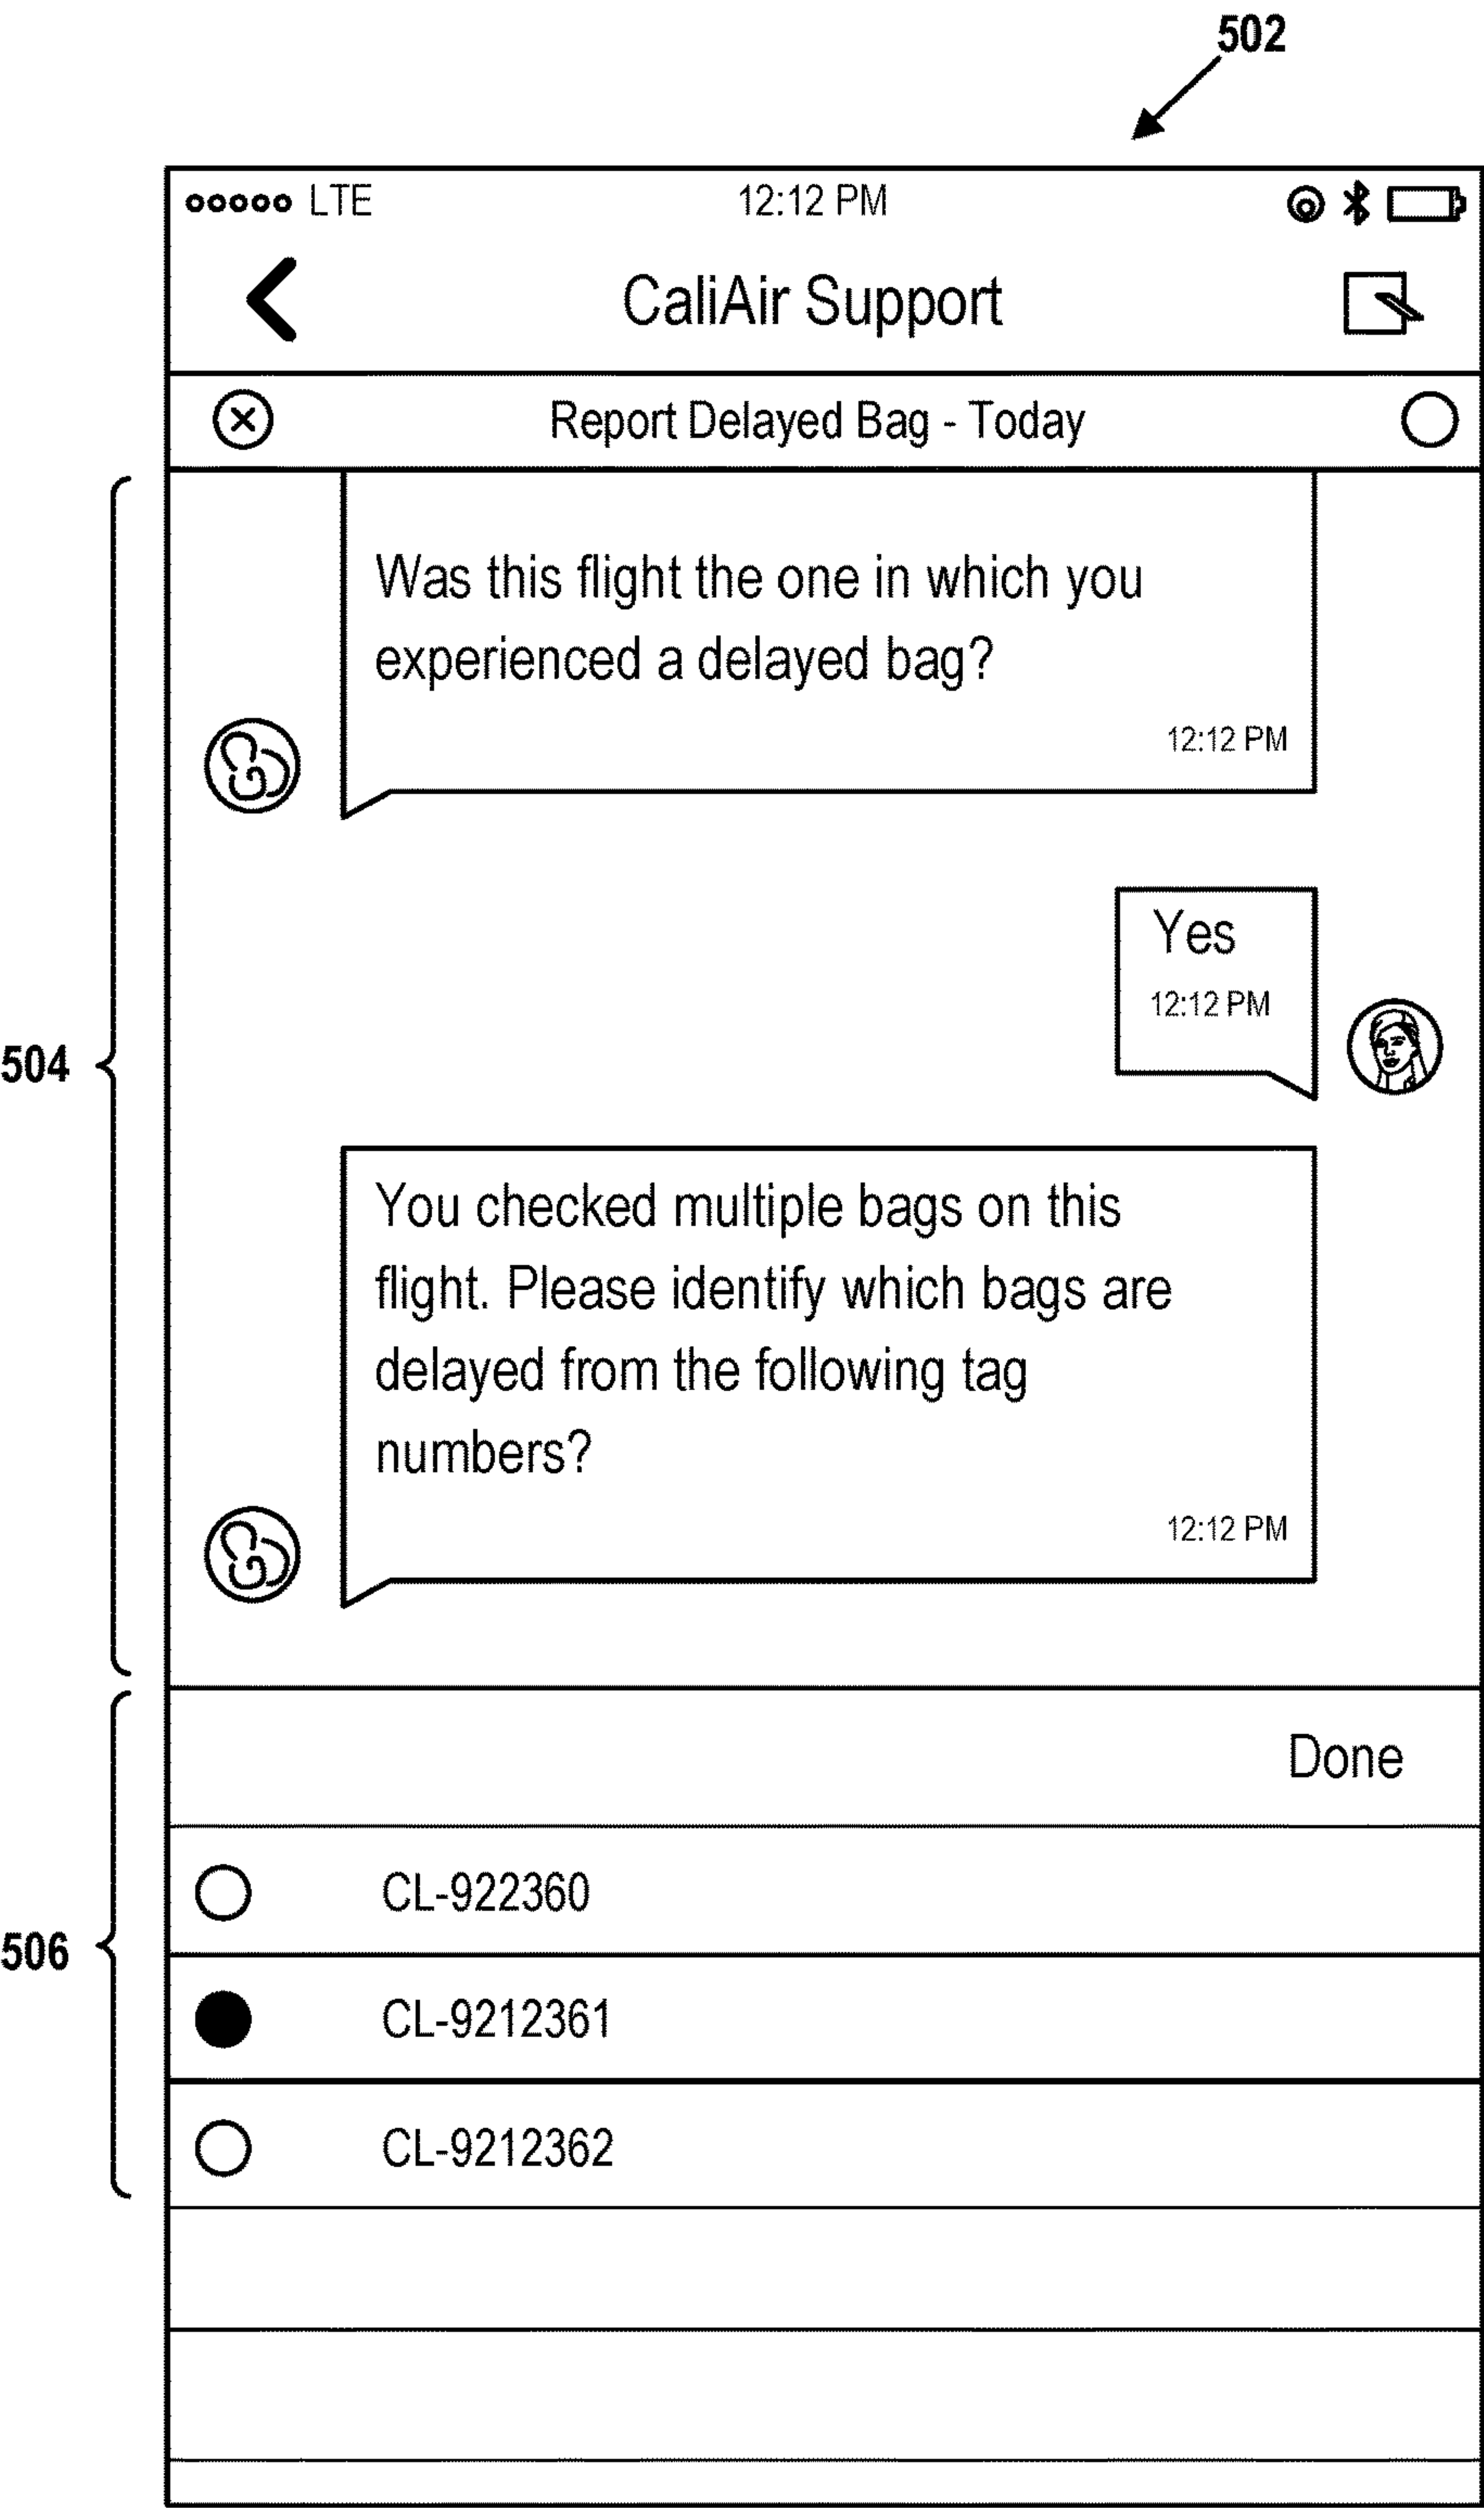 502
LTE 12:12 PM
CaliAir Support
Report Delayed Bag - Today
Was this flight the one in which you
experienced a delayed bag?
12:12 PM
Yes
12:12 PM
504
You checked multiple bags on this
flight. Please identify which bags are
delayed from the following tag
numbers?
12:12 PM
Done
CL-922360
506
CL-9212361
CL-9212362